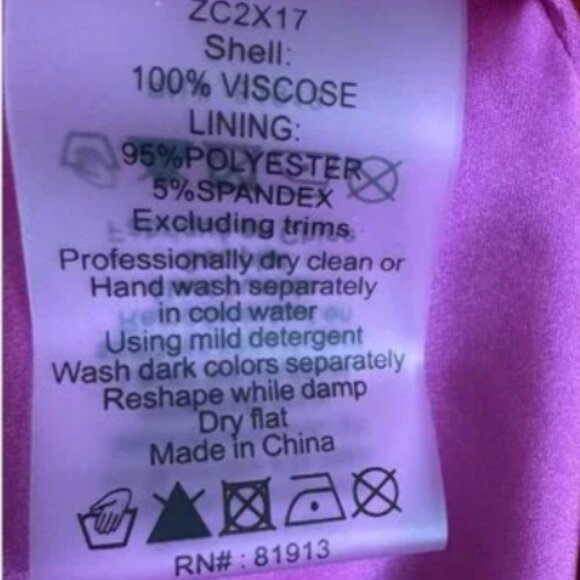 ZC2X17
Shell:
100% VISCOSE
LINING:
95%POLYESTER
5%SPANDEX
Excluding trims
Professionally dry clean or
Hand wash separately
in cold water
Using mild detergent
Wash dark colors separately
Reshape while damp
Dry flat
Made in China
RN# : 81913